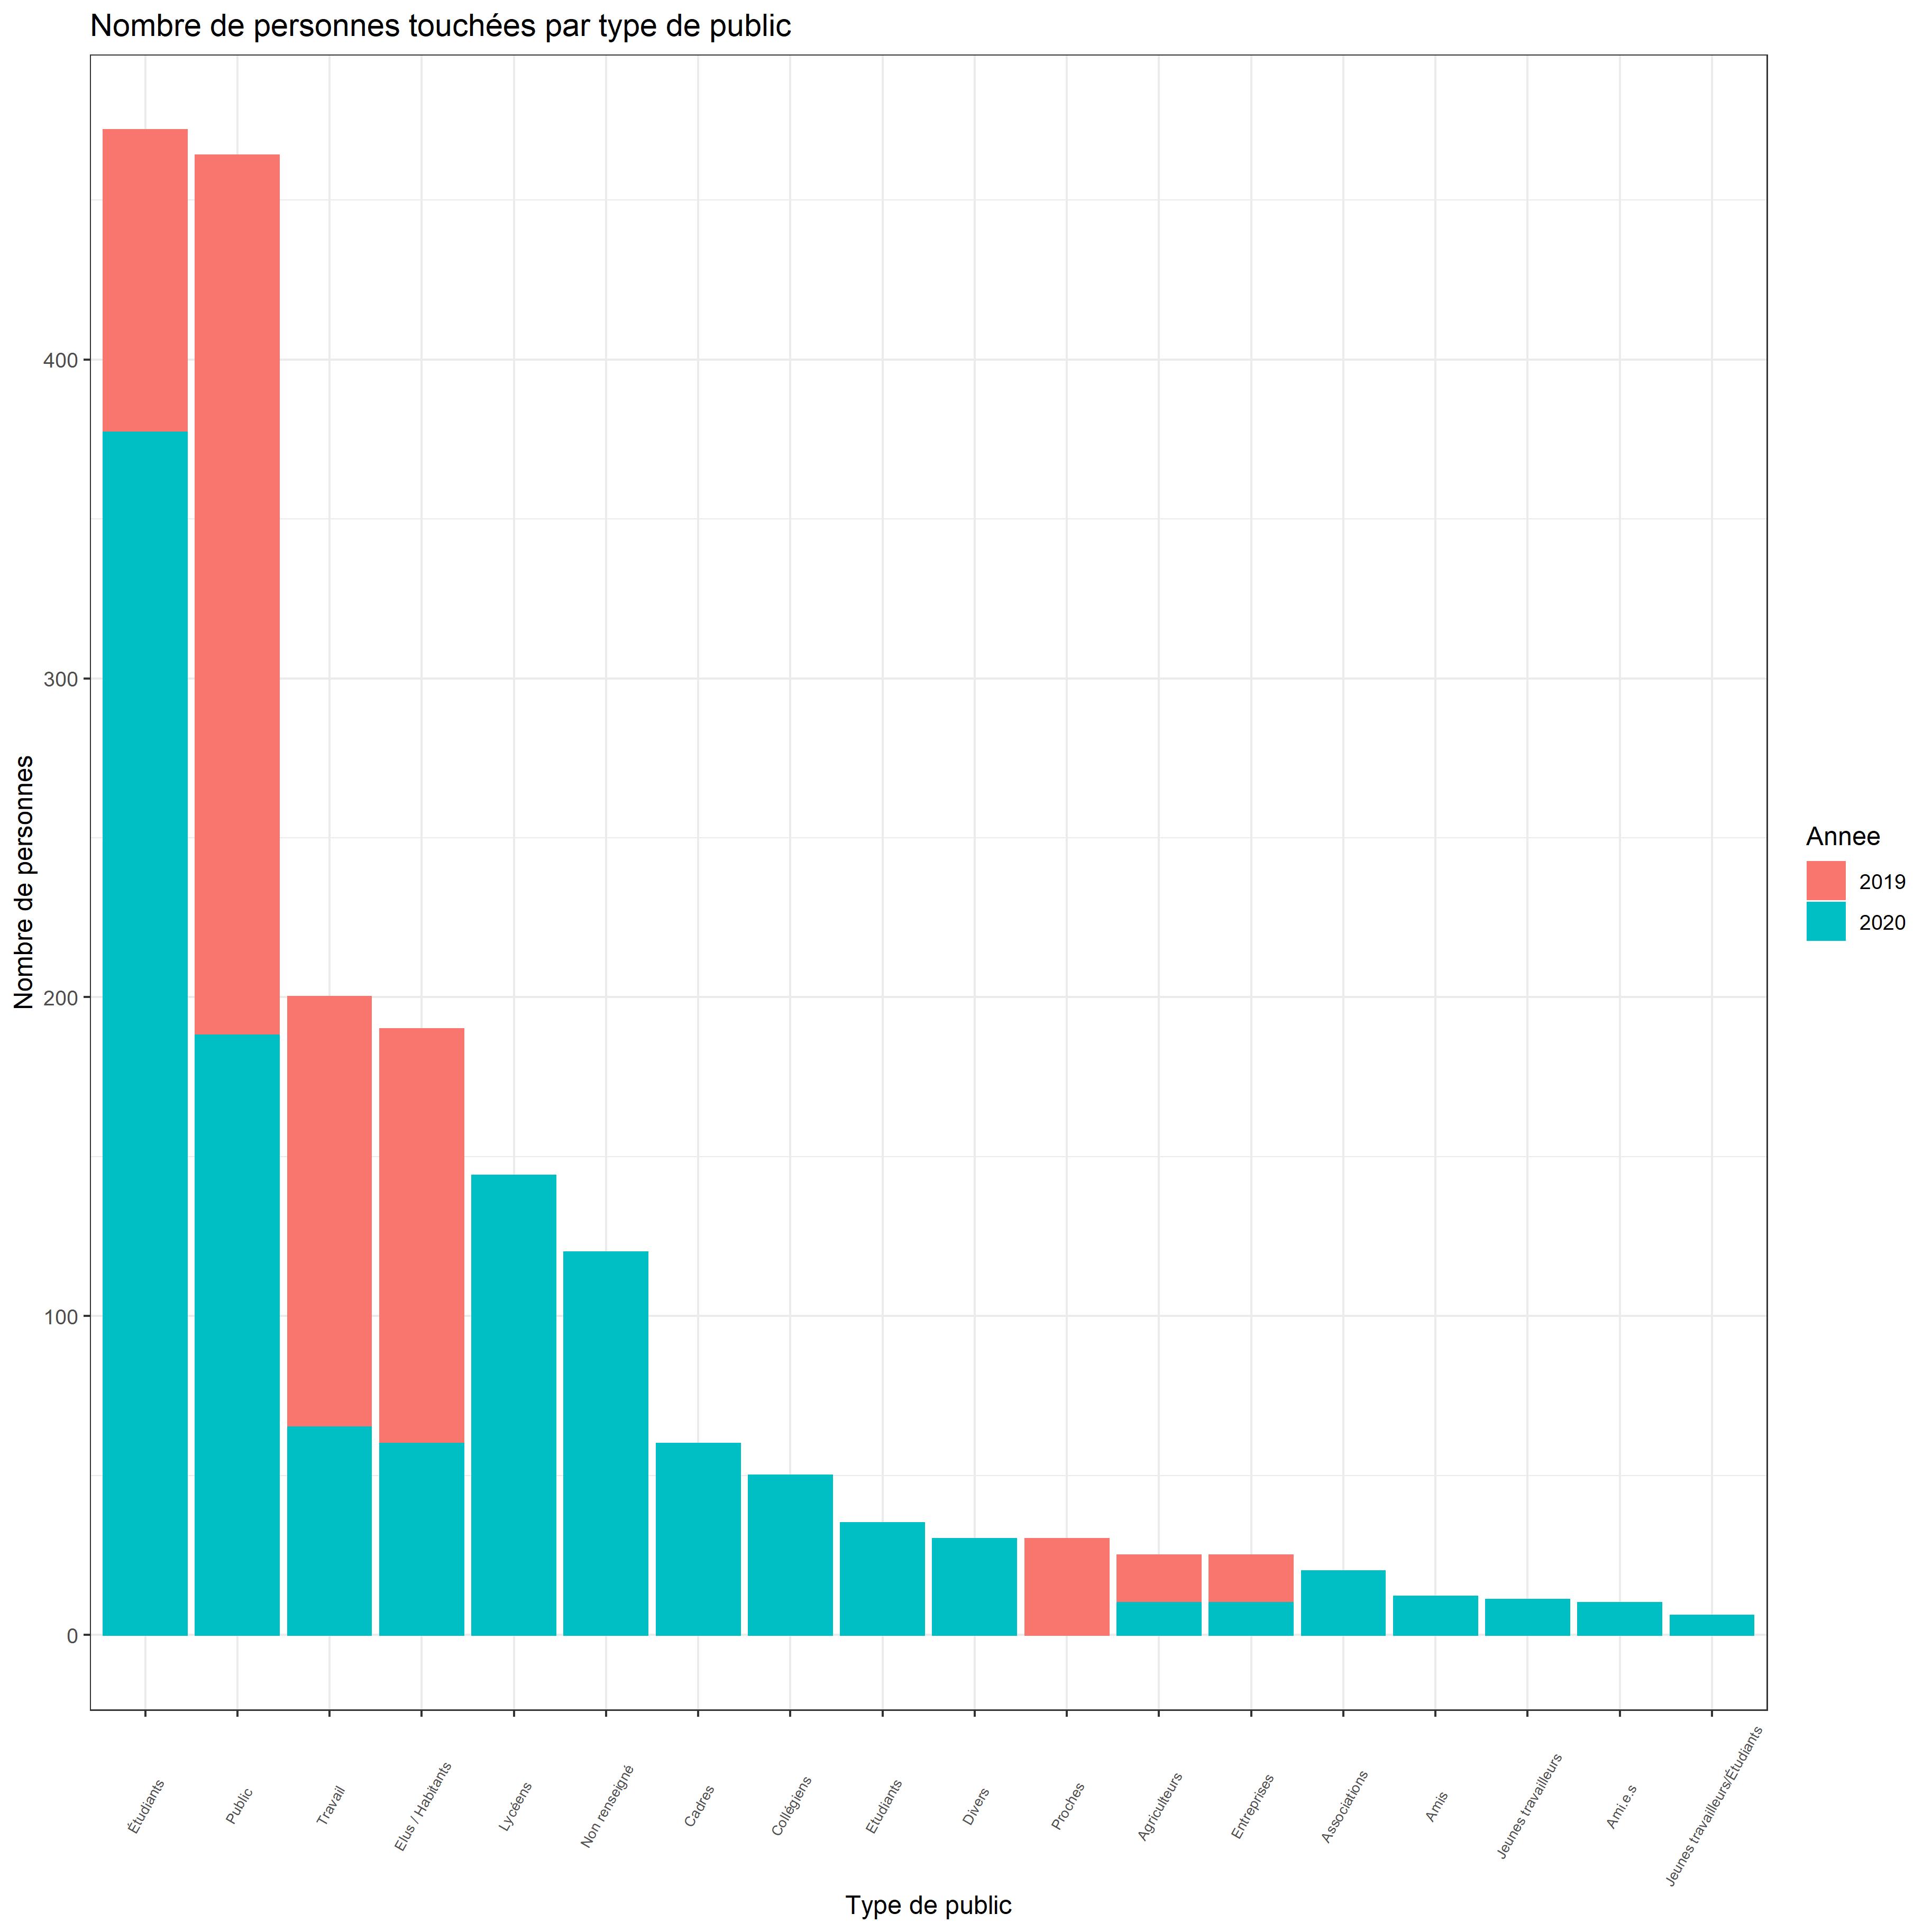 Nombre de personnes touchées par type de public
Nombre de personnes
400
300
200
100
0
Étudiants
Public
Travail
Elus / Habitants
Lycéens
Non renseigné
Cadres
Collégiens
Etudiants
Divers
Proches
Agriculteurs
Entreprises
Associations
Amis
Jeunes travailleurs
Ami.e.s
Jeunes travailleurs/Étudiants
Type de public
Annee
2019
2020